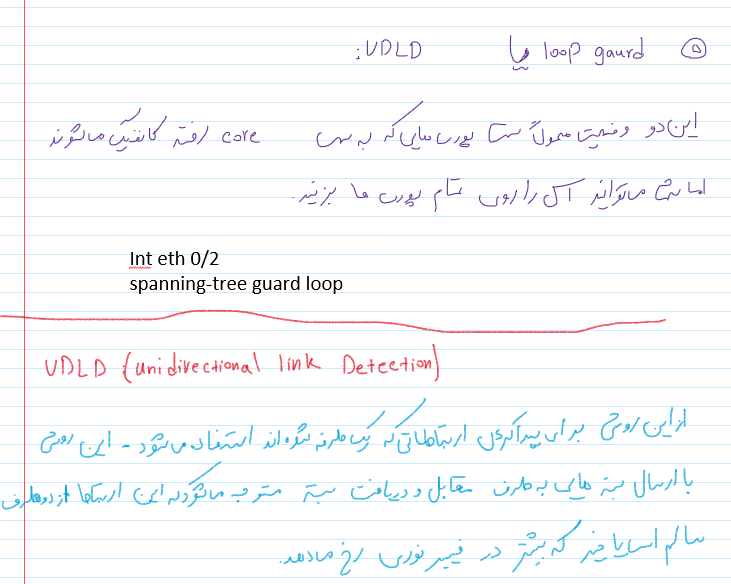 ⑤ loop gaurd یا UDLD:
این دو وضعیت معمولاً سمت پورت هایی که به سمت core رفته کانفیگ میشوند
اما شما میتوانید آن را روی تمام پورت ها بزنید.
Int eth 0/2
spanning-tree guard loop
UDLD (unidirectional link Detection)
از این روش برای پیدا کردن ارتباطاتی که یک طرفه شده اند استفاده میشود - این روش
با ارسال بسته هایی به طرف مقابل و دریافت بسته متوجه میشود که این ارتباط از دو طرف
سالم است یا خیر که بیشتر در فیبر نوری رخ میدهد.